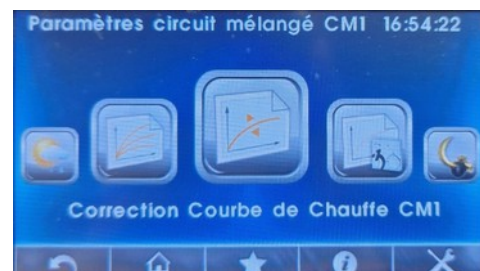 Paramètres circuit mélangé CM1 16:54:22
Correction Courbe de Chauffe CM1